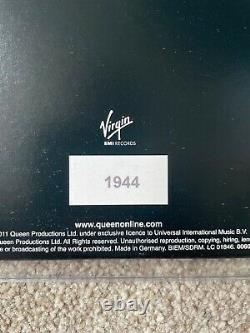 Virgin
EMI RECORDS
1944
www.queenonline.com
011 Queen Productions Ltd. under exclusive licence to Universal International Music B.V.
n Productions Ltd. All rights reserved. Unauthorised reproduction, copying, hiring, len
e or broadcasting of the work prohibited. Made in Germany. BIEM/SDRM. LC 01846. 0060